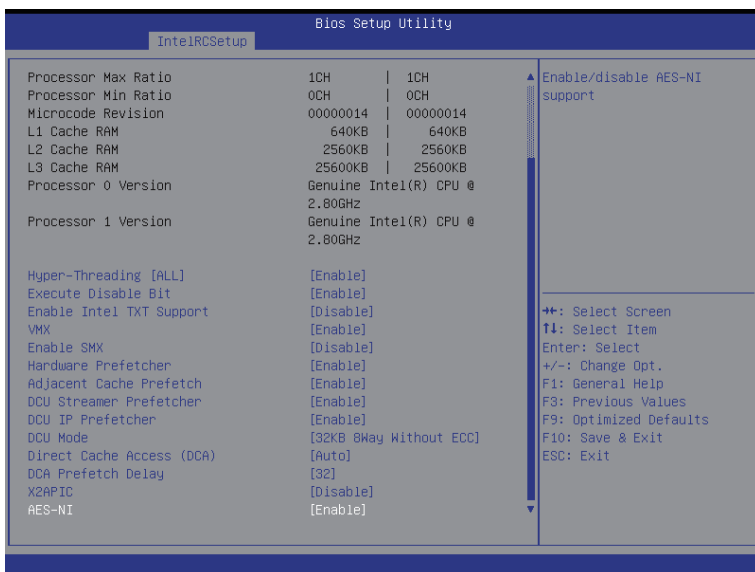 Bios Setup Utility
IntelRCSetup
Processor Max Ratio 1CH | 1CH
Processor Min Ratio 0CH | 0CH
Microcode Revision 00000014 | 00000014
L1 Cache RAM 640KB | 640KB
L2 Cache RAM 2560KB | 2560KB
L3 Cache RAM 25600KB | 25600KB
Processor 0 Version Genuine Intel(R) CPU @
2.80GHz
Processor 1 Version Genuine Intel(R) CPU @
2.80GHz
Hyper-Threading [ALL] [Enable]
Execute Disable Bit [Enable]
Enable Intel TXT Support [Disable]
VMX [Enable]
Enable SMX [Disable]
Hardware Prefetcher [Enable]
Adjacent Cache Prefetch [Enable]
DCU Streamer Prefetcher [Enable]
DCU IP Prefetcher [Enable]
DCU Mode [32KB 8Way Without ECC]
Direct Cache Access (DCA) [Auto]
DCA Prefetch Delay [32]
X2APIC [Disable]
AES-NI [Enable]
Enable/disable AES-NI
support
→←: Select Screen
↑↓: Select Item
Enter: Select
+/-: Change Opt.
F1: General Help
F3: Previous Values
F9: Optimized Defaults
F10: Save & Exit
ESC: Exit